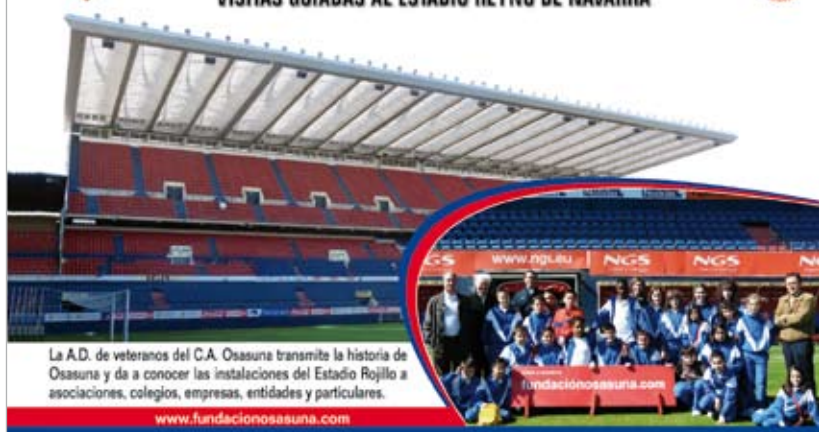 VISITAS GUIADAS AL ESTADIO REYNO DE NAVARRA
www.ngs.eu
NGS
NGS
NGS
fundaciónosasuna.com
La A.D. de veteranos del C.A. Osasuna transmite la historia de
Osasuna y da a conocer las instalaciones del Estadio Rojillo a
asociaciones, colegios, empresas, entidades y particulares.
www.fundacionosasuna.com